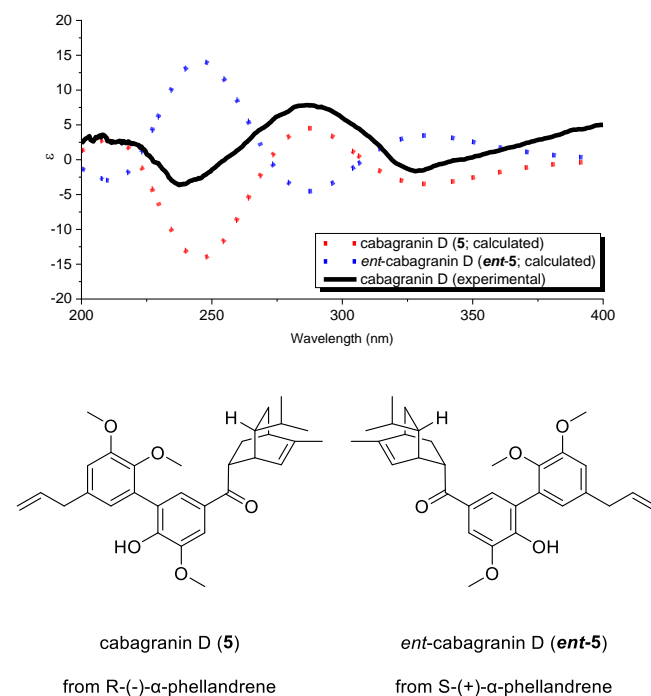 20
15
10
5
0
-5
-10
-15
-20
ε
cabagranin D (5; calculated)
ent-cabagranin D (ent-5; calculated)
cabagranin D (experimental)
200 250 300 350 400
Wavelength (nm)
H H
O O
O O
O O
HO OH
O O
cabagranin D (5) ent-cabagranin D (ent-5)
from R-(-)-α-phellandrene from S-(+)-α-phellandrene